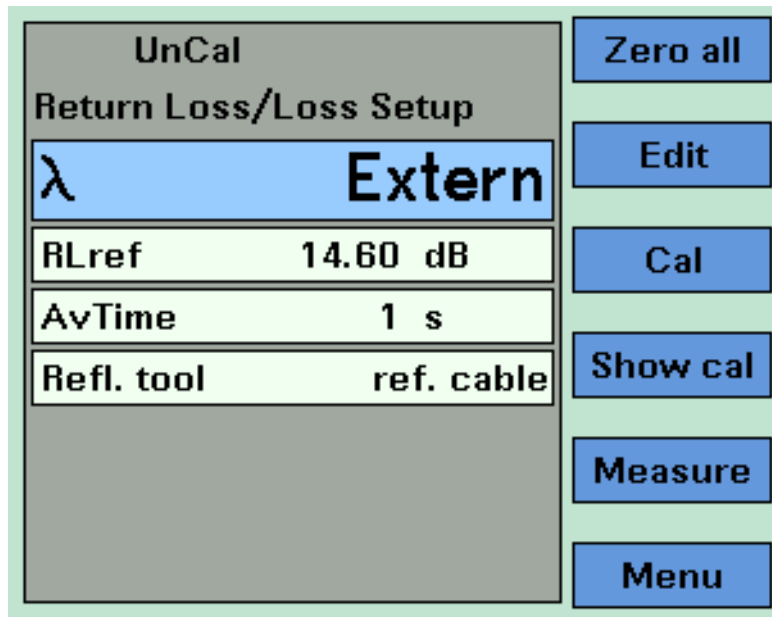 UnCal
Return Loss/Loss Setup
λ Extern
RLref 14.60 dB
AvTime 1 s
Refl. tool ref. cable
Zero all
Edit
Cal
Show cal
Measure
Menu